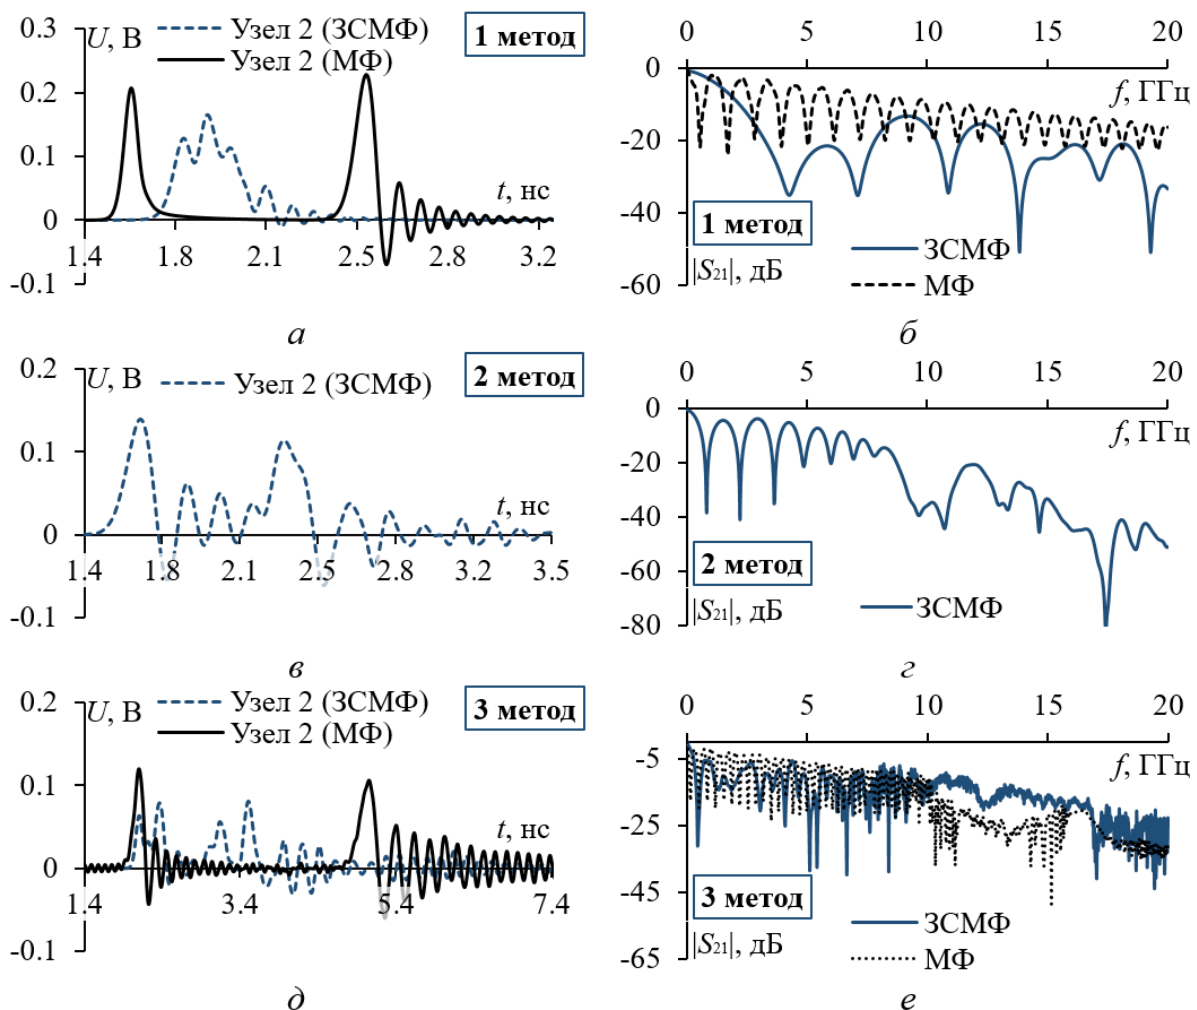 0.3
0.2
0.1
0
-0.1
U, В
Узел 2 (ЗСМФ)
Узел 2 (МФ)
1 метод
t, нс
1.4 1.8 2.1 2.5 2.8 3.2
а
0 5 10 15 20
0
-20
-40
-60
f, ГГц
1 метод
|S21|, дБ
ЗСМФ
МФ
б
0.2
0.1
0
-0.1
U, В
Узел 2 (ЗСМФ)
2 метод
t, нс
1.4 1.8 2.1 2.5 2.8 3.2 3.5
в
0 5 10 15 20
0
-20
-40
-60
-80
f, ГГц
2 метод
|S21|, дБ
ЗСМФ
г
0.2
0.1
0
-0.1
U, В
Узел 2 (ЗСМФ)
Узел 2 (МФ)
3 метод
t, нс
1.4 3.4 5.4 7.4
д
0 5 10 15 20
-5
-25
-45
-65
f, ГГц
3 метод
|S21|, дБ
ЗСМФ
МФ
е